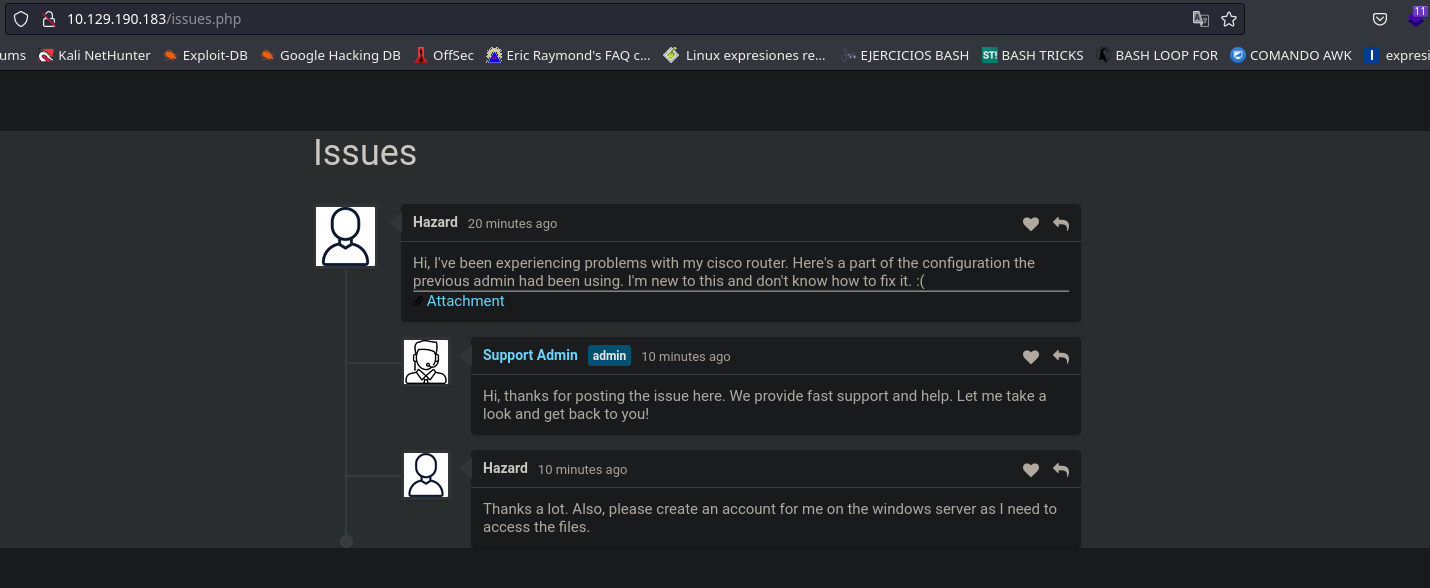 10.129.190.183/issues.php
11
ums Kali NetHunter Exploit-DB Google Hacking DB OffSec Eric Raymond's FAQ c... Linux expresiones re... EJERCICIOS BASH ST! BASH TRICKS BASH LOOP FOR COMANDO AWK I expresi
Issues
Hazard 20 minutes ago
Hi, I've been experiencing problems with my cisco router. Here's a part of the configuration the
previous admin had been using. I'm new to this and don't know how to fix it. :(
Attachment
Support Admin admin 10 minutes ago
Hi, thanks for posting the issue here. We provide fast support and help. Let me take a
look and get back to you!
Hazard 10 minutes ago
Thanks a lot. Also, please create an account for me on the windows server as I need to
access the files.